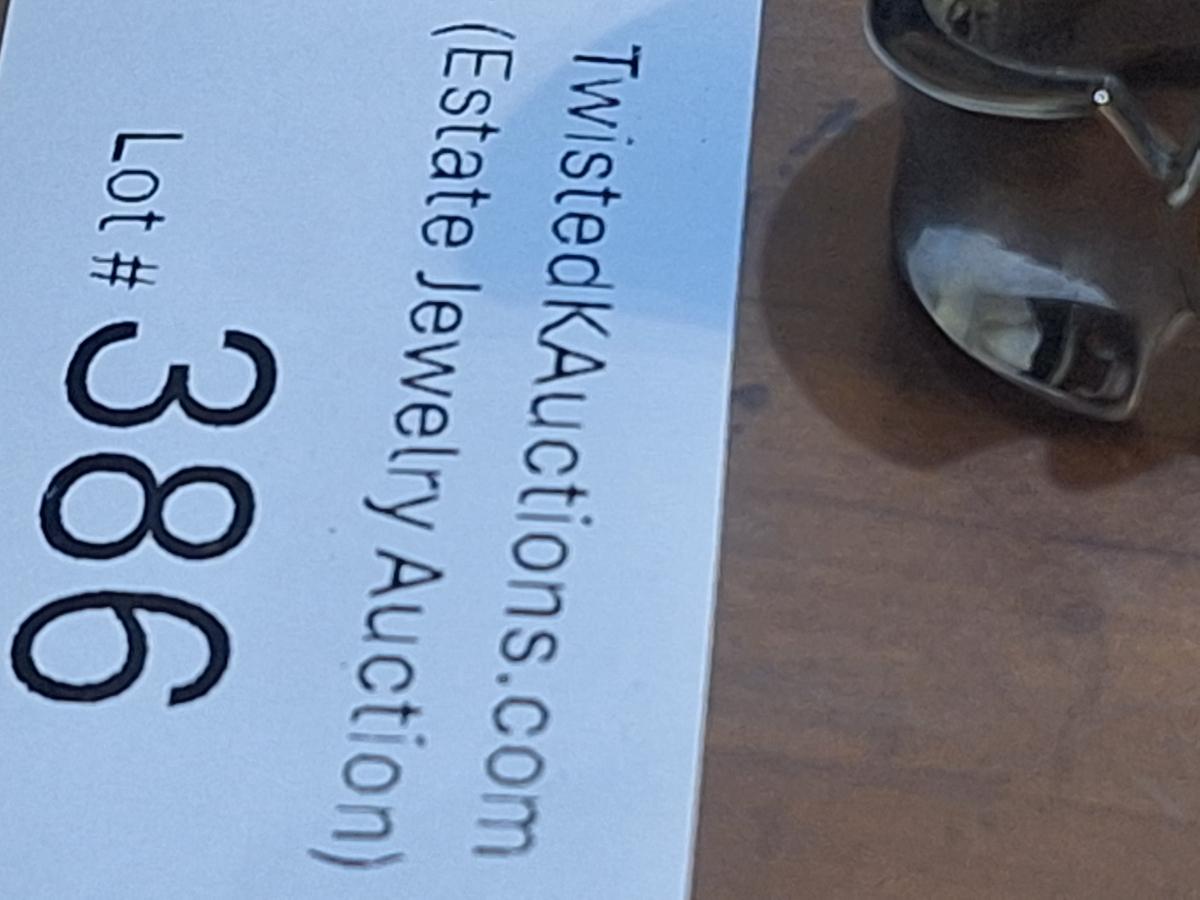 TwistedKAuctions.com
(Estate Jewelry Auction)
Lot # 386